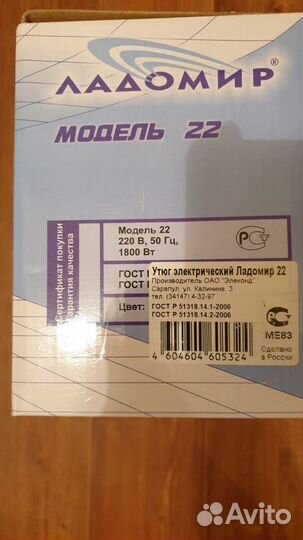 ЛАДОМИР®
МОДЕЛЬ 22
Сертификат покупки
Гарантия качества
Модель 22
220 В, 50 Гц,
1800 Вт
ГОСТ
ГОСТ
Цвет:
РСТ
Утюг электрический Ладомир 22
Производитель ОАО "Элеконд"
Сарапул, ул. Калинина, 3
тел. (34147) 4-32-97
ГОСТ Р 51318.14.1-2006
ГОСТ Р 51318.14.2-2006
4 604604 605324
РСТ
МЕ83
Сделано
в России
Avito